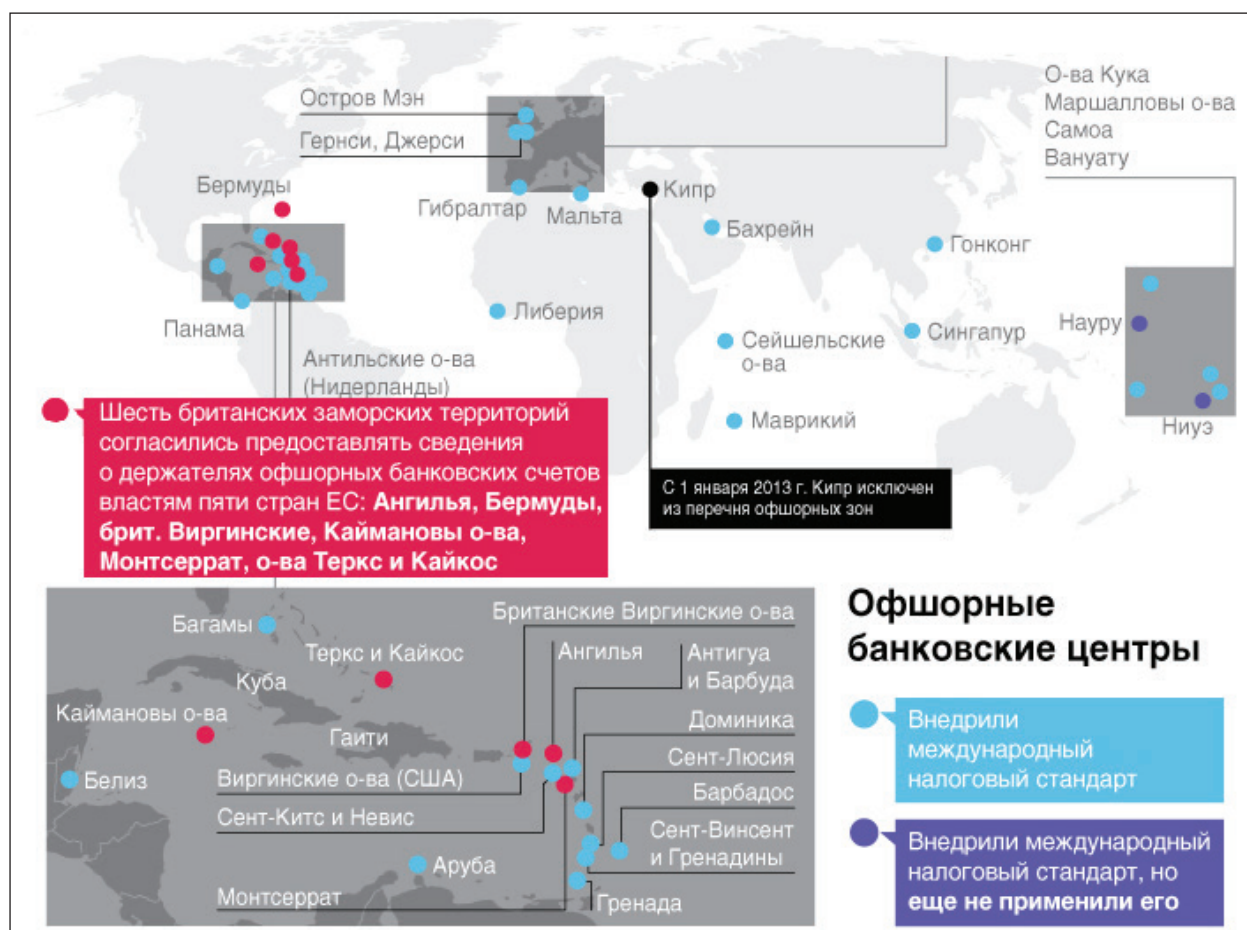 Остров Мэн
Гернси, Джерси
О-ва Кука
Маршалловы о-ва
Самоа
Вануату
Бермуды
Гибралтар
Мальта
Кипр
Бахрейн
Гонконг
Панама
Либерия
Сейшельские
о-ва
Сингапур
Науру
Маврикий
Ниуэ
Антильские о-ва
(Нидерланды)
Шесть британских заморских территорий
согласились предоставлять сведения
о держателях офшорных банковских счетов
властям пяти стран ЕС: Ангилья, Бермуды,
брит. Виргинские, Каймановы о-ва,
Монтсеррат, о-ва Теркс и Кайкос
С 1 января 2013 г. Кипр исключен
из перечня офшорных зон
Багамы
Британские Виргинские о-ва
Теркс и Кайкос
Ангилья
Антигуа
и Барбуда
Куба
Каймановы о-ва
Гаити
Доминика
Сент-Люсия
Белиз
Виргинские о-ва (США)
Барбадос
Сент-Китс и Невис
Сент-Винсент
и Гренадины
Аруба
Монтсеррат
Гренада
Офшорные
банковские центры
Внедрили
международный
налоговый стандарт
Внедрили международный
налоговый стандарт, но
еще не применили его